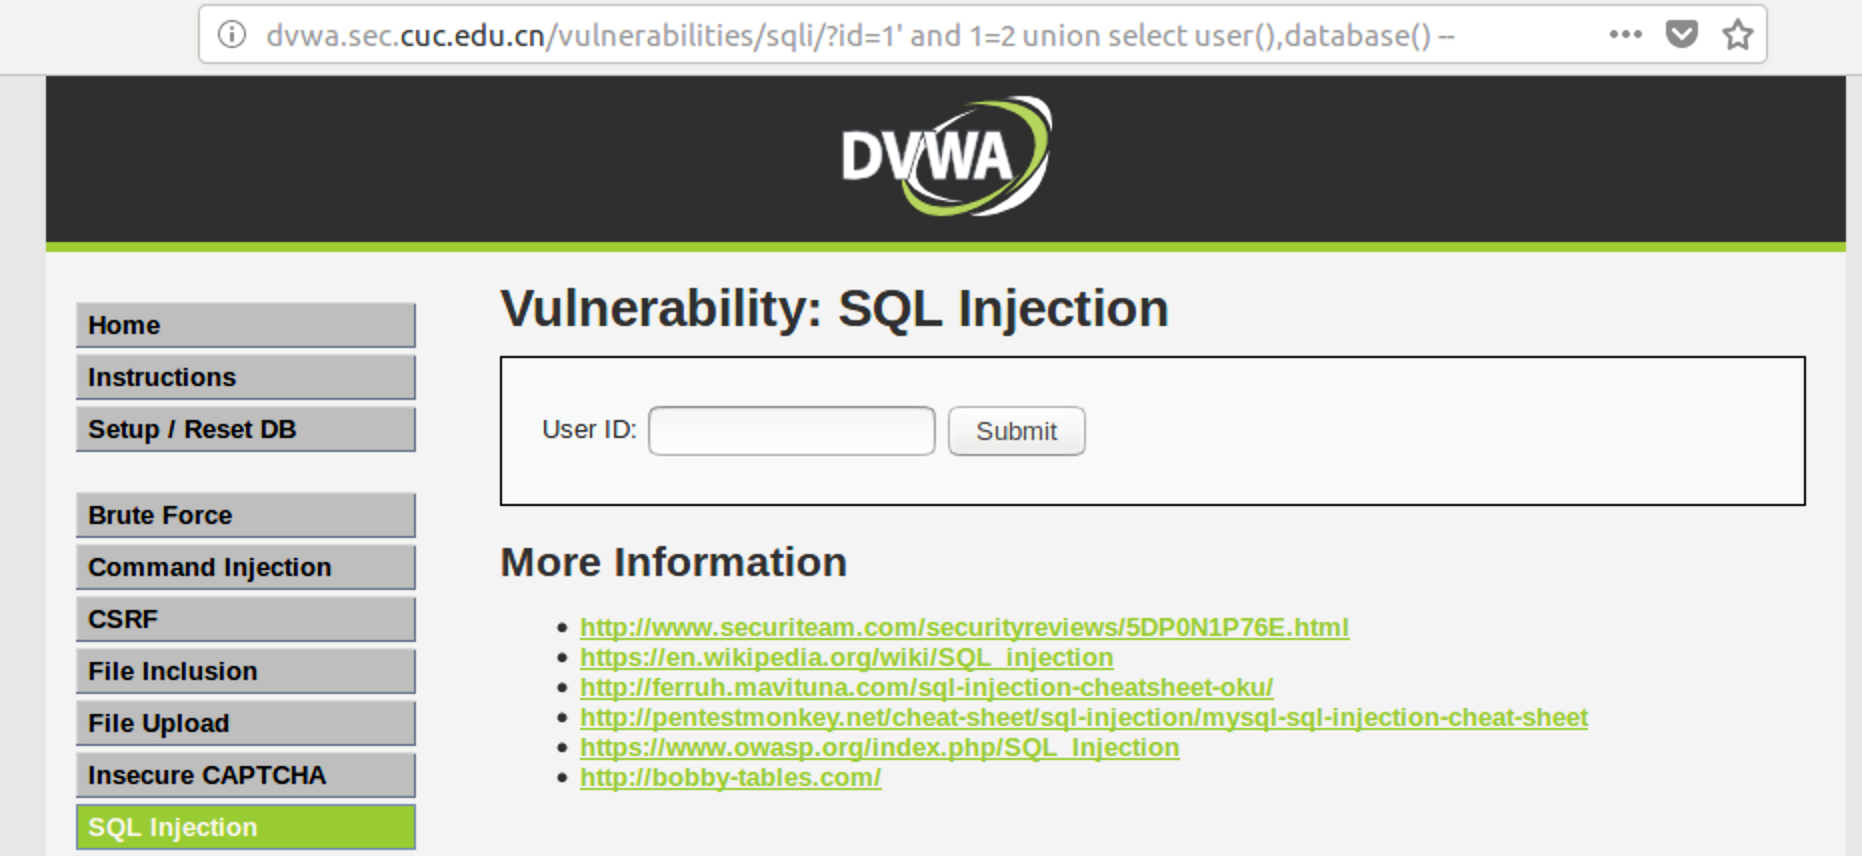 dvwa.sec.cuc.edu.cn/vulnerabilities/sqli/?id=1' and 1=2 union select user(),database() --
DVWA
Home
Instructions
Setup / Reset DB
Brute Force
Command Injection
CSRF
File Inclusion
File Upload
Insecure CAPTCHA
SQL Injection
Vulnerability: SQL Injection
User ID:
Submit
More Information
http://www.securiteam.com/securityreviews/5DP0N1P76E.html
https://en.wikipedia.org/wiki/SQL_injection
http://ferruh.mavituna.com/sql-injection-cheatsheet-oku/
http://pentestmonkey.net/cheat-sheet/sql-injection/mysql-sql-injection-cheat-sheet
https://www.owasp.org/index.php/SQL_Injection
http://bobby-tables.com/